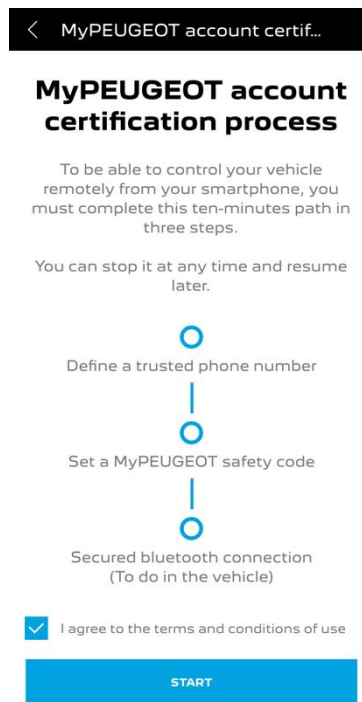 MyPEUGEOT account certif...
MyPEUGEOT account
certification process
To be able to control your vehicle
remotely from your smartphone, you
must complete this ten-minutes path in
three steps.
You can stop it at any time and resume
later.
Define a trusted phone number
Set a MyPEUGEOT safety code
Secured bluetooth connection
(To do in the vehicle)
I agree to the terms and conditions of use
START